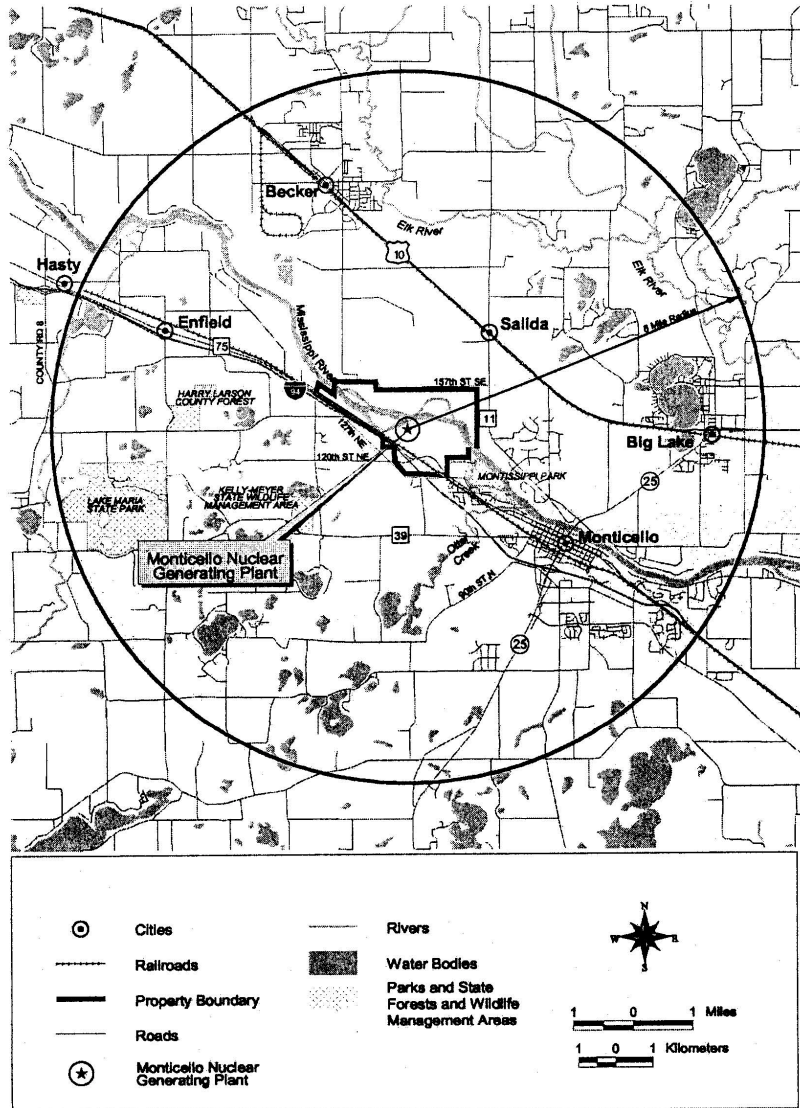 Becker
Elk River
10
Elk River
Hasty
Enfield
75
COUNTY RD 8
Mississippi River
Salida
6 Mile Radius
157th ST SE
HARRY LARSON
COUNTY FOREST
94
11
127th NE
120th ST NE
Big Lake
MONTISSIPPI PARK
25
LAKE MARIA
STATE PARK
KELLY-MEYER
STATE WILDLIFE
MANAGEMENT AREA
39
Otter
Creek
Monticello
Monticello Nuclear
Generating Plant
90th ST N
25
Cities
Railroads
Property Boundary
Roads
Monticello Nuclear
Generating Plant
Rivers
Water Bodies
Parks and State
Forests and Wildlife
Management Areas
N
W E
S
1 0 1 Miles
1 0 1 Kilometers